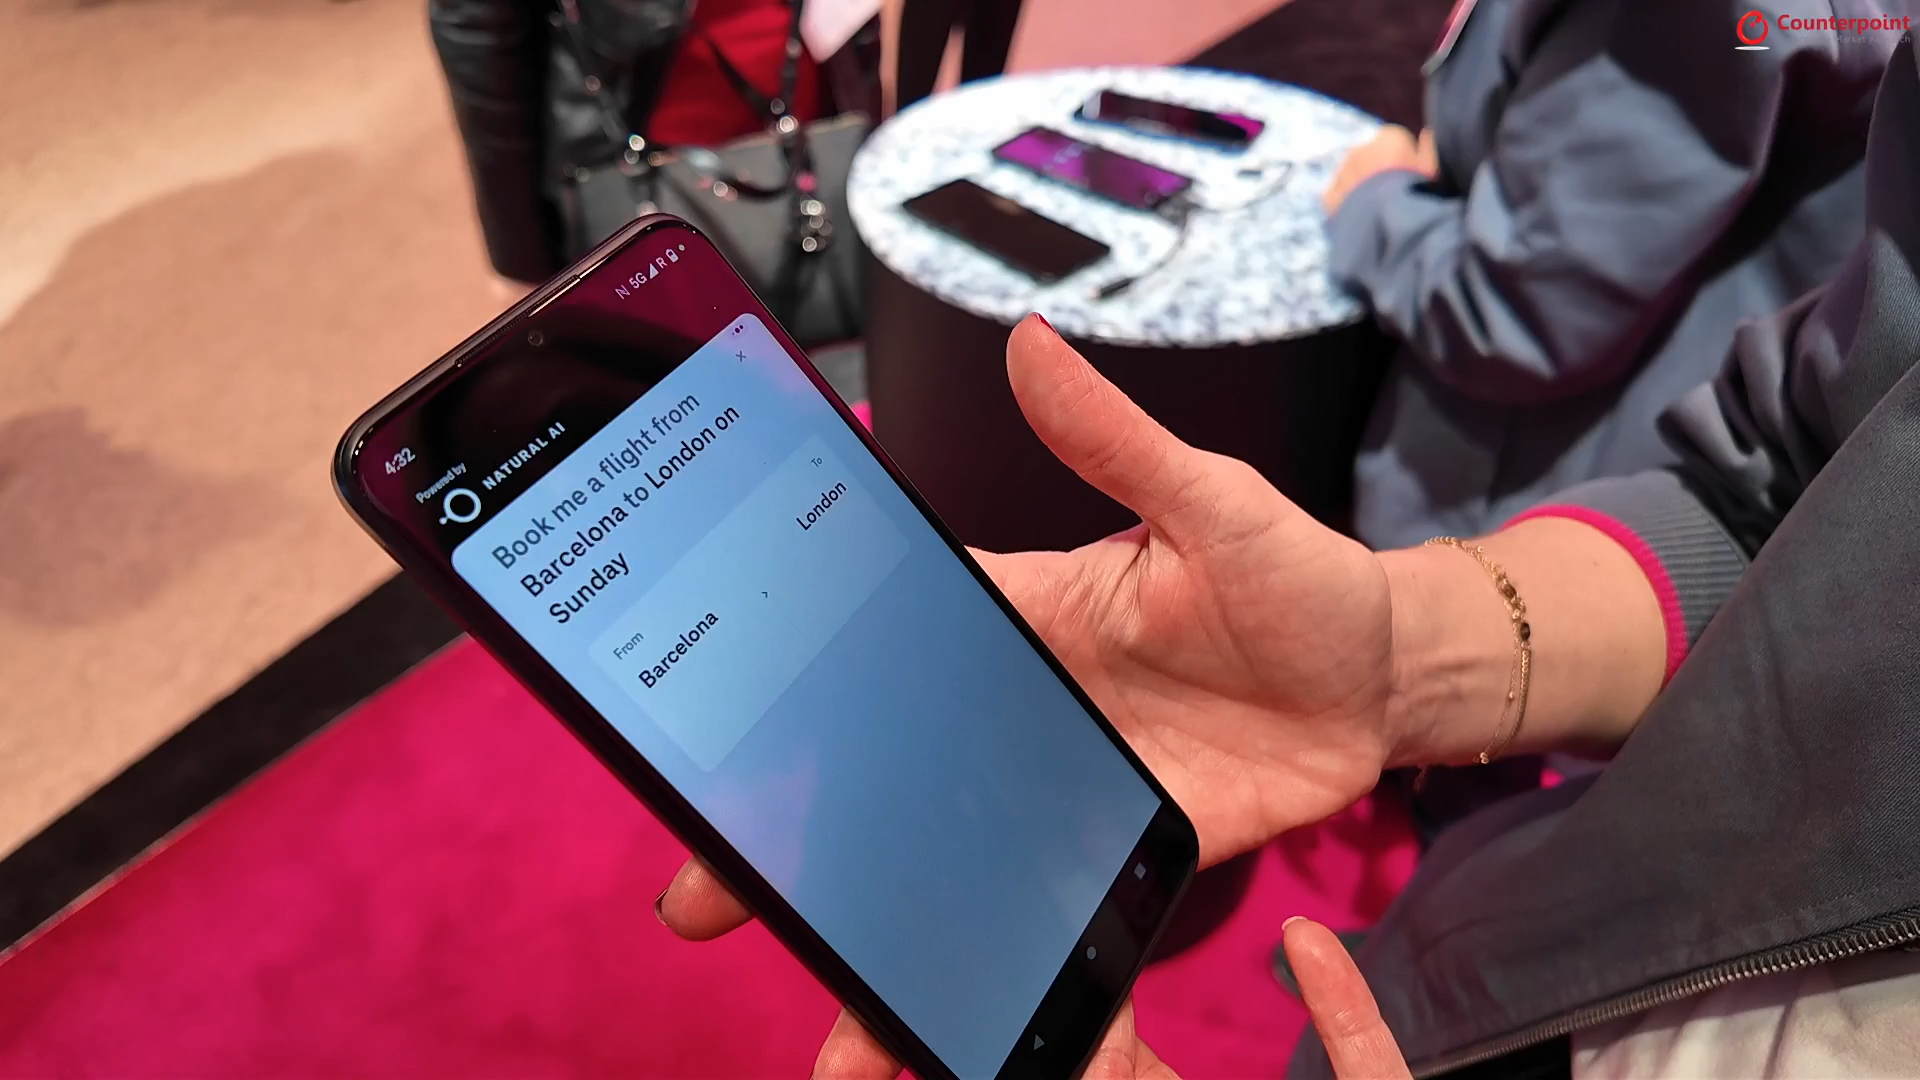 Counterpoint
4:32
N 5G R
Powered by
NATURAL AI
Book me a flight from
Barcelona to London on
Sunday
From
Barcelona
To
London